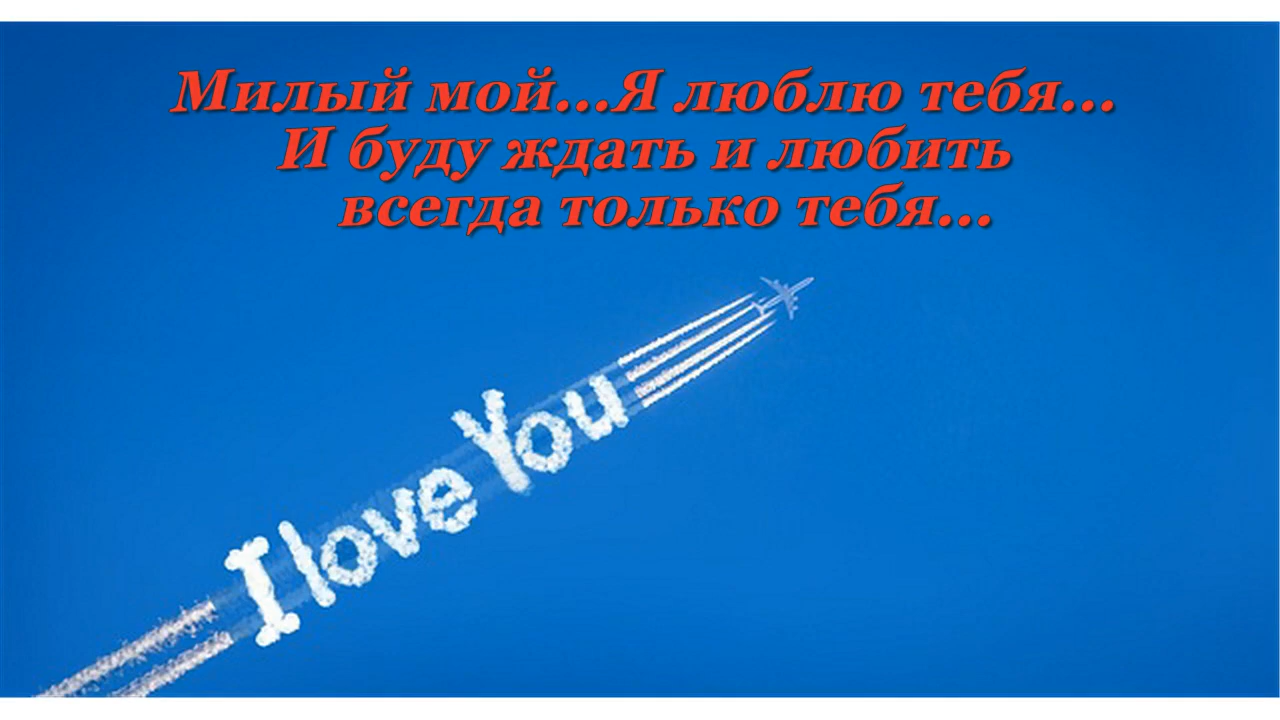 Милый мой...Я люблю тебя...
И буду ждать и любить
всегда только тебя...
I love You